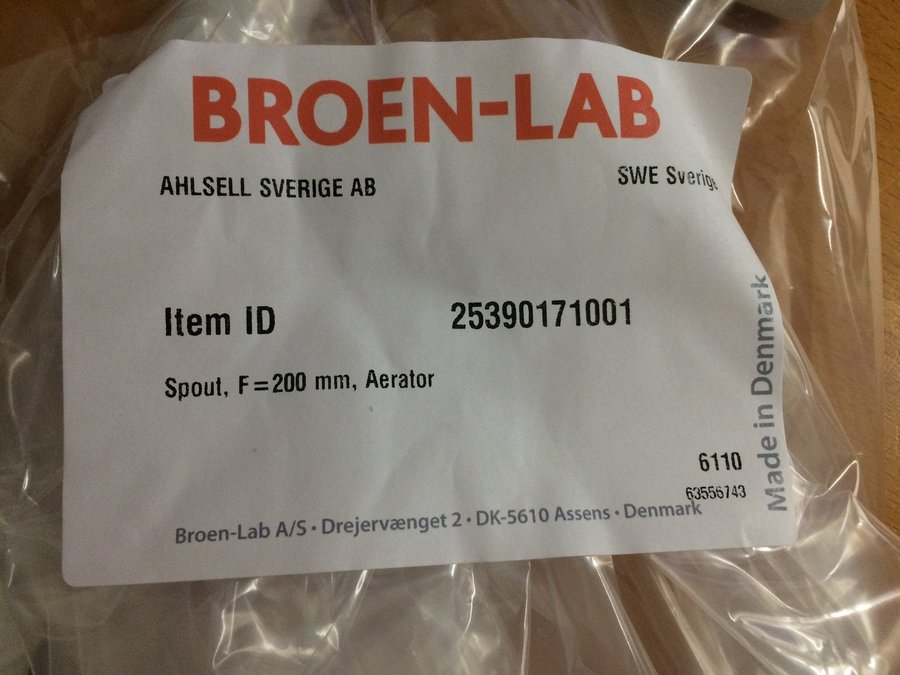 BROEN-LAB
AHLSELL SVERIGE AB SWE Sverige
Item ID 25390171001
Spout, F=200 mm, Aerator
Made in Denmark
6110
63556743
Broen-Lab A/S · Drejervænget 2 · DK-5610 Assens · Denmark